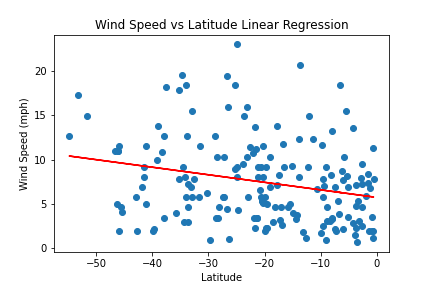 Wind Speed vs Latitude Linear Regression
20
15
10
5
0
Wind Speed (mph)
−50 −40 −30 −20 −10 0
Latitude